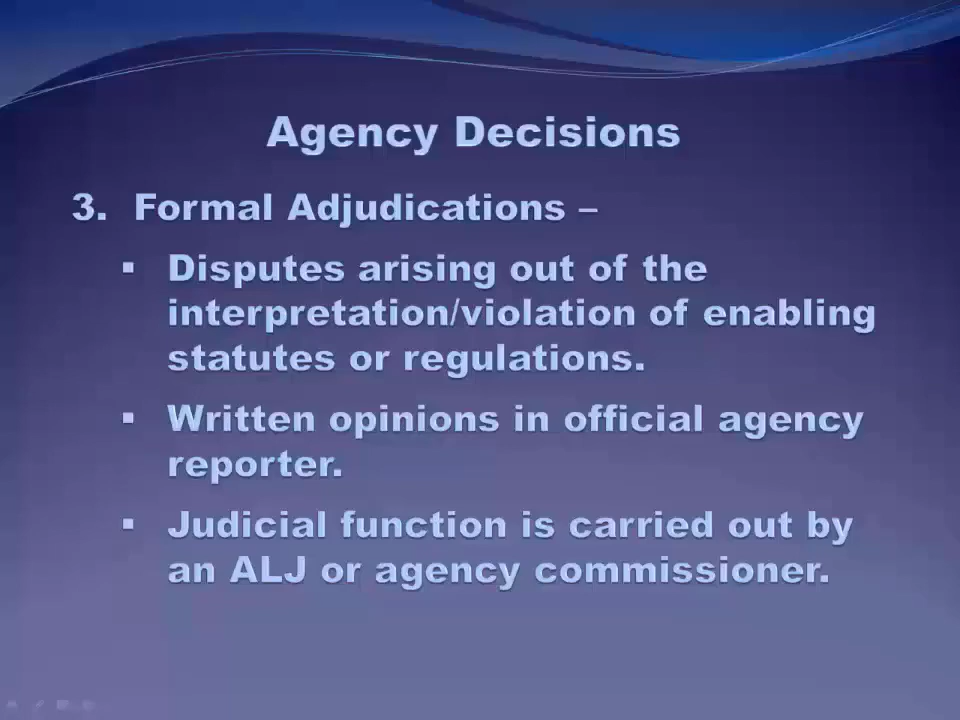 Agency Decisions
3. Formal Adjudications –
▪ Disputes arising out of the
interpretation/violation of enabling
statutes or regulations.
▪ Written opinions in official agency
reporter.
▪ Judicial function is carried out by
an ALJ or agency commissioner.